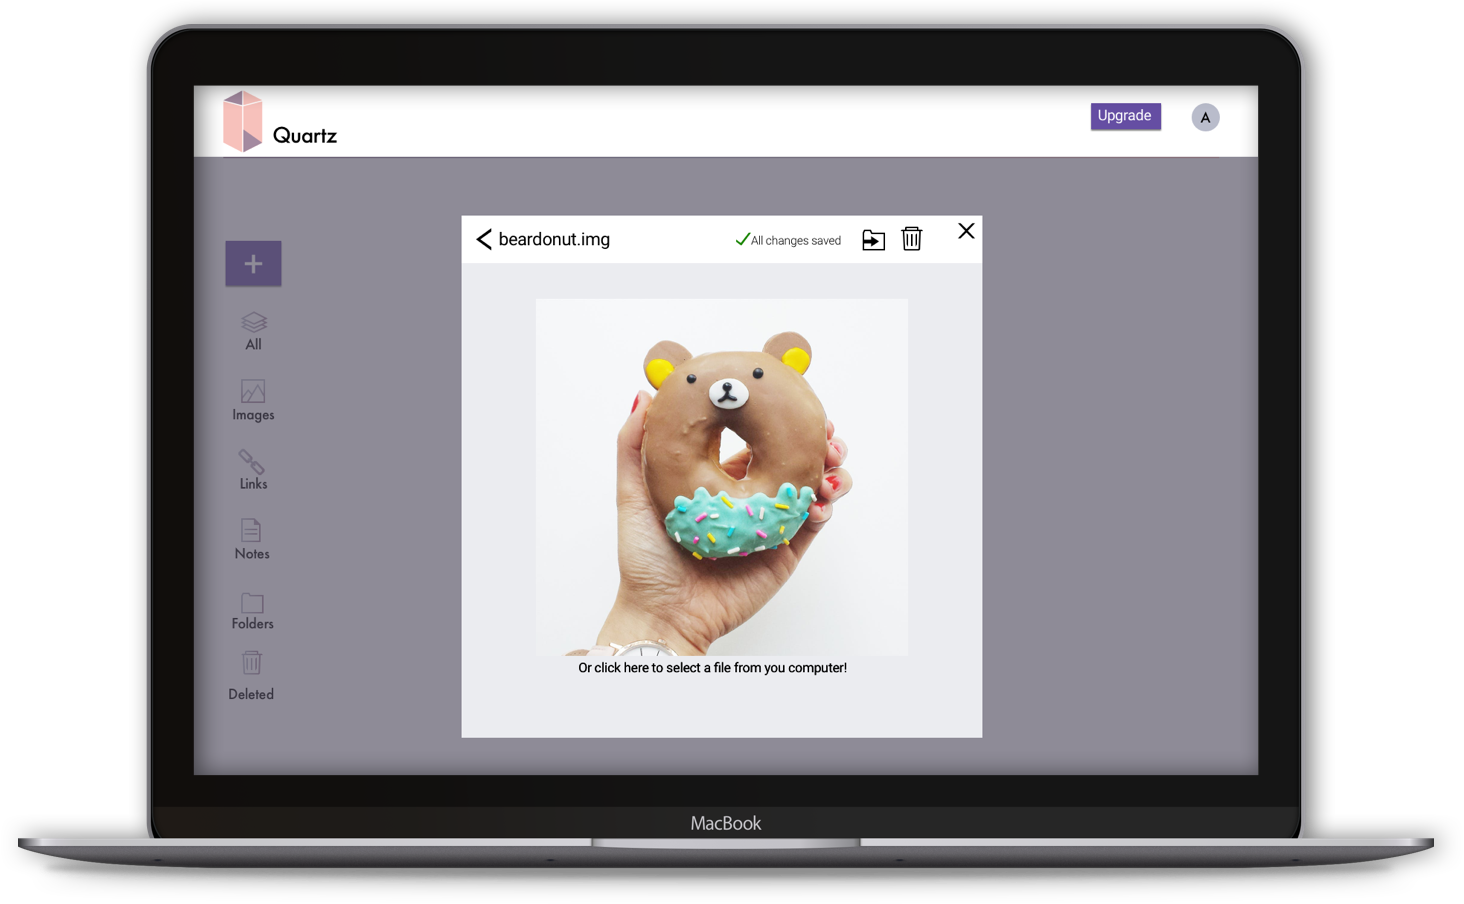 Quartz
Upgrade
A
beardonut.img
All changes saved
All
Images
Links
Notes
Folders
Deleted
Or click here to select a file from you computer!
MacBook